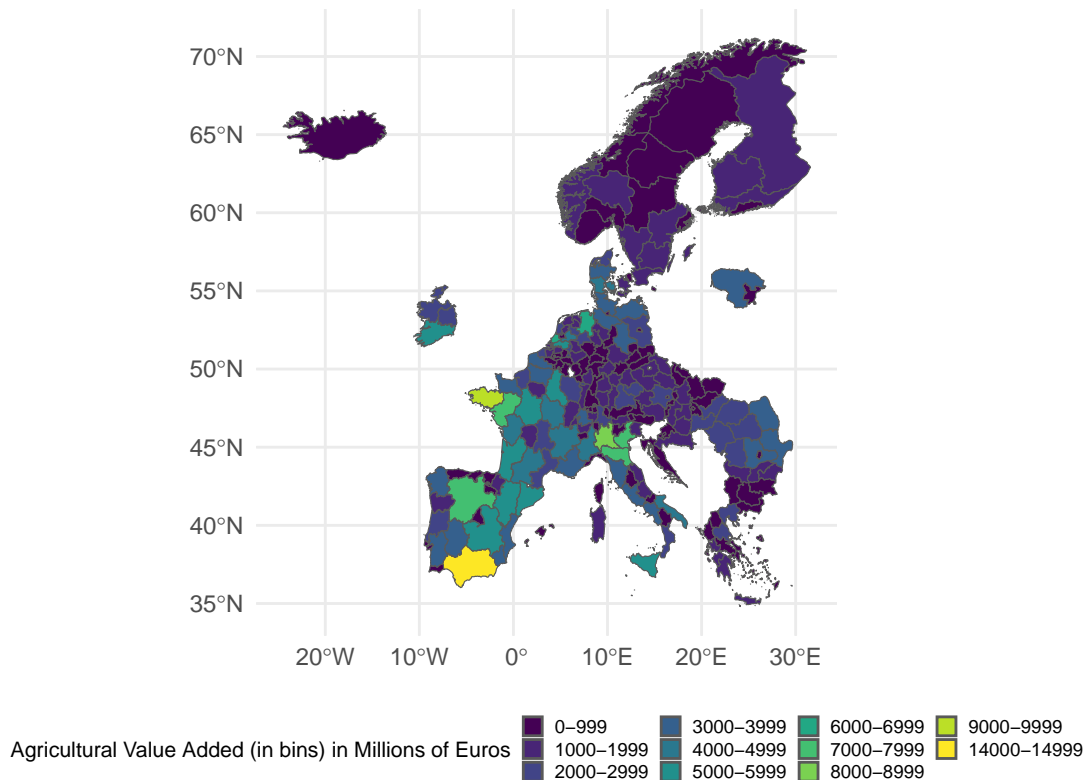 70°N
65°N
60°N
55°N
50°N
45°N
40°N
35°N
20°W 10°W 0° 10°E 20°E 30°E
Agricultural Value Added (in bins) in Millions of Euros
0−999
1000−1999
2000−2999
3000−3999
4000−4999
5000−5999
6000−6999
7000−7999
8000−8999
9000−9999
14000−14999